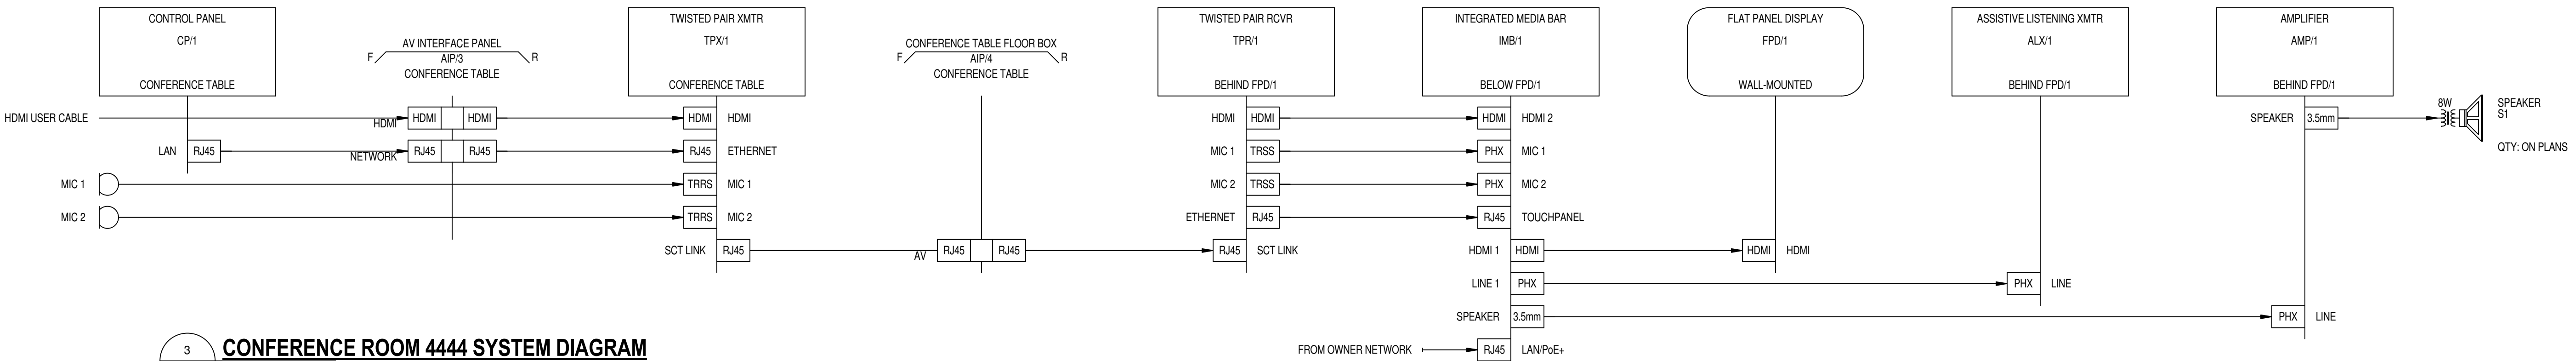 CONTROL PANEL
CP/1
CONFERENCE TABLE
AV INTERFACE PANEL
F AIP/3 R
CONFERENCE TABLE
TWISTED PAIR XMTR
TPX/1
CONFERENCE TABLE
CONFERENCE TABLE FLOOR BOX
F AIP/4 R
CONFERENCE TABLE
TWISTED PAIR RCVR
TPR/1
BEHIND FPD/1
INTEGRATED MEDIA BAR
IMB/1
BELOW FPD/1
FLAT PANEL DISPLAY
FPD/1
WALL-MOUNTED
ASSISTIVE LISTENING XMTR
ALX/1
BEHIND FPD/1
AMPLIFIER
AMP/1
BEHIND FPD/1
HDMI USER CABLE HDMI HDMI HDMI HDMI HDMI HDMI HDMI HDMI HDMI 2 SPEAKER 3.5mm 8W SPEAKER
S1
QTY: ON PLANS
LAN RJ45 NETWORK RJ45 RJ45 RJ45 ETHERNET MIC 1 TRSS PHX MIC 1
MIC 1 TRRS MIC 1 MIC 2 TRSS PHX MIC 2
MIC 2 TRRS MIC 2 ETHERNET RJ45 RJ45 TOUCHPANEL
SCT LINK RJ45 AV RJ45 RJ45 RJ45 SCT LINK HDMI 1 HDMI HDMI HDMI
LINE 1 PHX PHX LINE
SPEAKER 3.5mm PHX LINE
FROM OWNER NETWORK RJ45 LAN/PoE+
3 CONFERENCE ROOM 4444 SYSTEM DIAGRAM